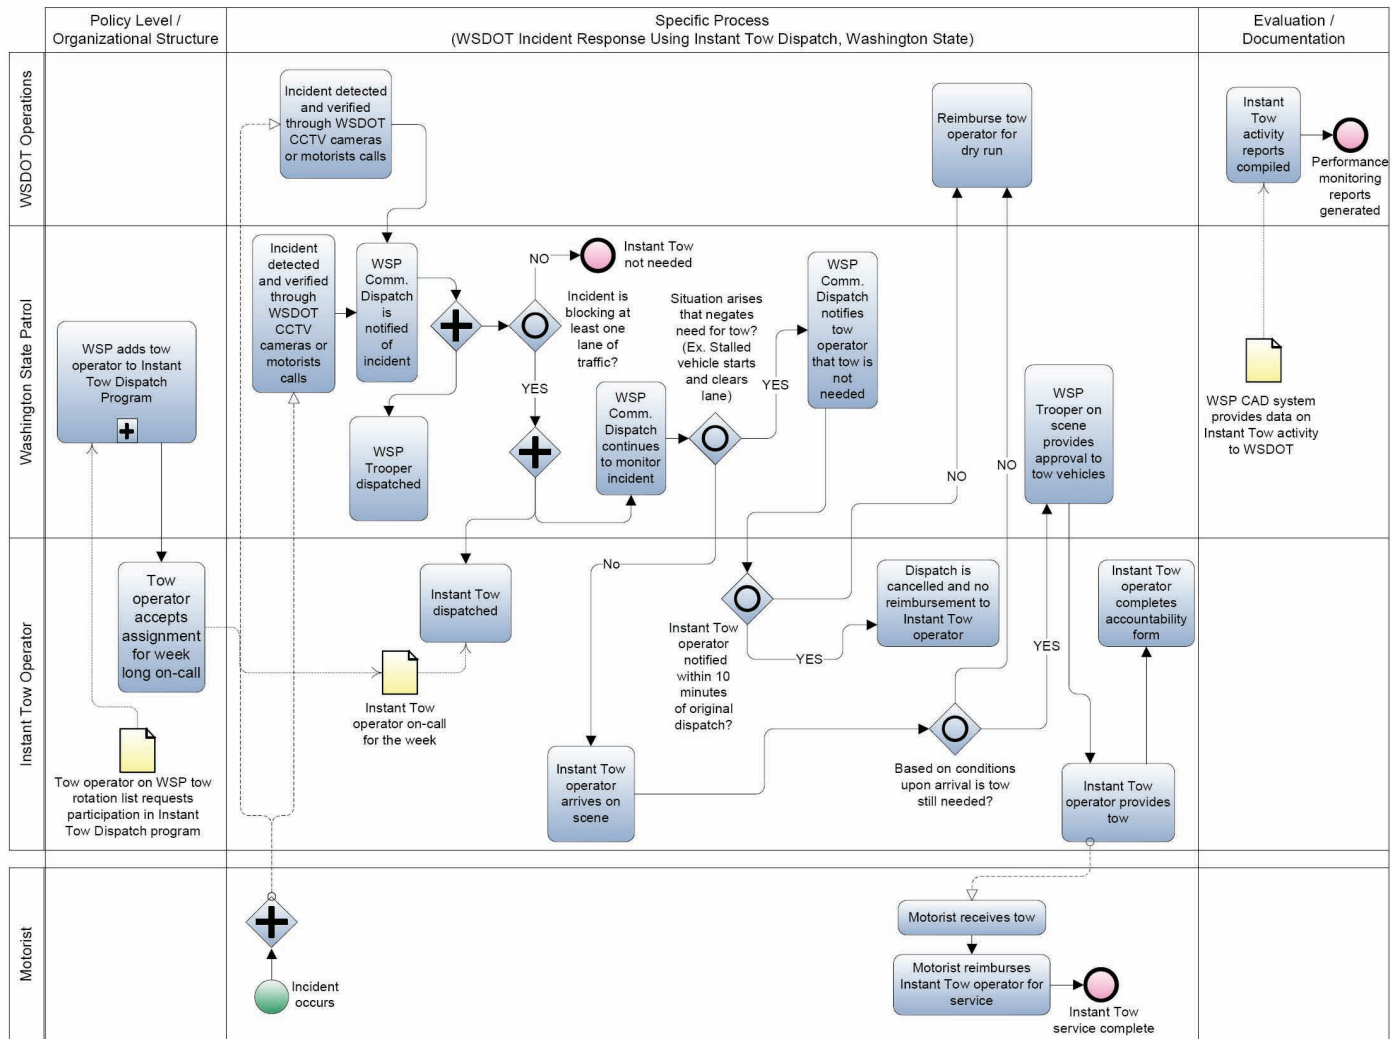 Policy Level /
Organizational Structure
Specific Process
(WSDOT Incident Response Using Instant Tow Dispatch, Washington State)
Evaluation /
Documentation
WSDOT Operations
Incident detected
and verified
through WSDOT
CCTV cameras
or motorists calls
Reimburse tow
operator for
dry run
Instant
Tow
activity
reports
compiled
Performance
monitoring
reports
generated
Washington State Patrol
WSP adds tow
operator to Instant
Tow Dispatch
Program
Incident
detected
and verified
through
WSDOT
CCTV
cameras or
motorists
calls
WSP
Comm.
Dispatch
is
notified
of
incident
WSP
Trooper
dispatched
NO
Instant Tow
not needed
Incident is
blocking at
least one
lane of
traffic?
YES
WSP
Comm.
Dispatch
continues
to monitor
incident
Situation arises
that negates
need for tow?
(Ex. Stalled
vehicle starts
and clears
lane)
YES
WSP
Comm.
Dispatch
notifies
tow
operator
that tow is
not
needed
NO
NO
WSP
Trooper on
scene
provides
approval to
tow vehicles
WSP CAD system
provides data on
Instant Tow activity
to WSDOT
Instant Tow Operator
Tow
operator
accepts
assignment
for week
long on-call
Tow operator on WSP tow
rotation list requests
participation in Instant
Tow Dispatch program
Instant Tow
operator on-call
for the week
Instant Tow
dispatched
No
Instant Tow
operator
arrives on
scene
Instant Tow
operator
notified
within 10
minutes
of original
dispatch?
YES
Dispatch is
cancelled and no
reimbursement to
Instant Tow
operator
Based on conditions
upon arrival is tow
still needed?
YES
Instant Tow
operator
completes
accountability
form
Instant Tow
operator provides
tow
Motorist
Incident
occurs
Motorist receives tow
Motorist reimburses
Instant Tow operator for
service
Instant Tow
service complete